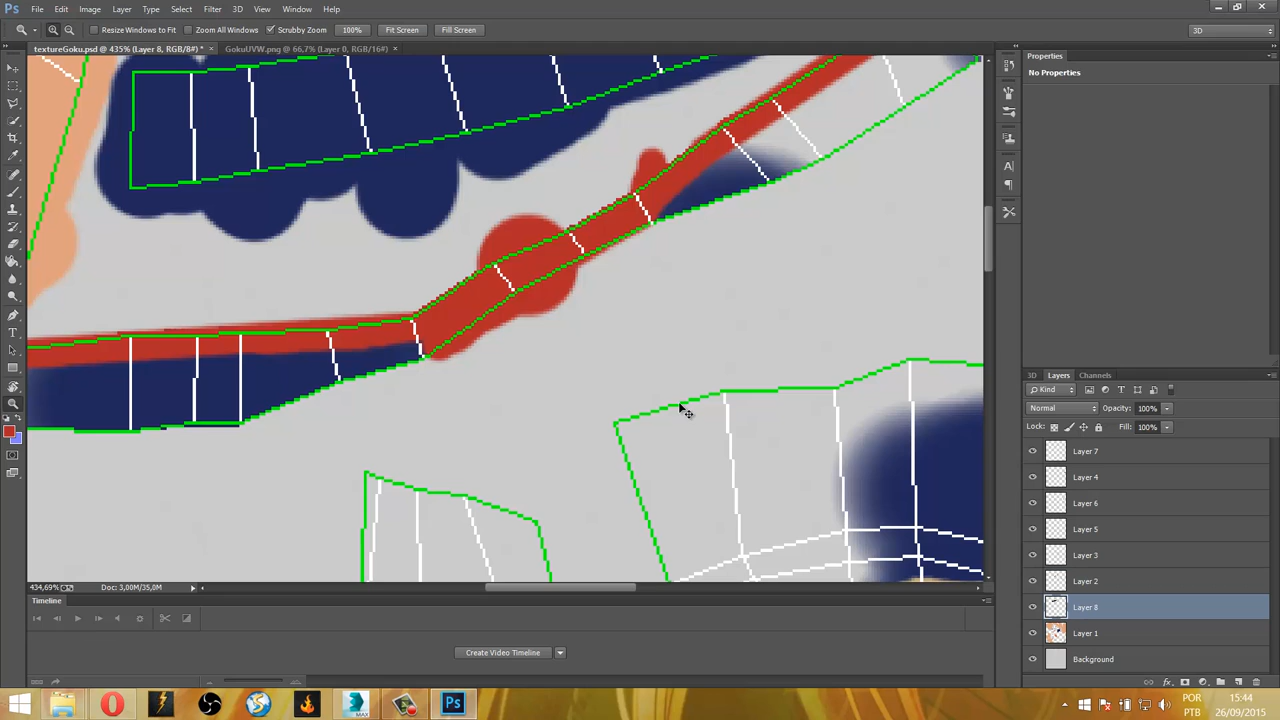 Ps File Edit Image Layer Type Select Filter 3D View Window Help
Resize Windows to Fit Zoom All Windows Scrubby Zoom 100% Fit Screen Fill Screen 3D
textureGoku.psd @ 435% (Layer 8, RGB/8#) * × GokuUVW.png @ 66,7% (Layer 0, RGB/16#) ×
Properties
No Properties
3D Layers Channels
Kind
Normal Opacity: 100%
Lock: Fill: 100%
Layer 7
Layer 4
Layer 6
Layer 5
Layer 3
Layer 2
Layer 8
Layer 1
Background
434,69% Doc: 3,00M/35,0M
Timeline
Create Video Timeline
MAX
Ps
POR
PTB
15:44
26/09/2015